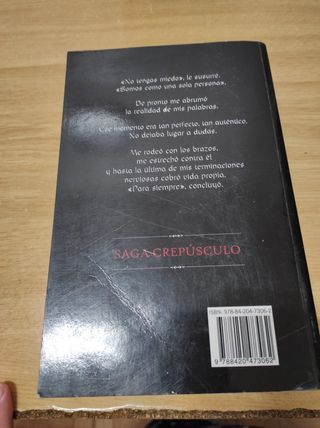 «No tengas miedo», le susurré.
«Somos como una sola persona».
De pronto me abrumó
la realidad de mis palabras.
Ese momento era tan perfecto, tan auténtico.
No dejaba lugar a dudas.
Me rodeó con los brazos,
me estrechó contra él
y hasta la última de mis terminaciones
nerviosas cobró vida propia.
«Para siempre», concluyó.
SAGA CREPÚSCULO
ISBN: 978-84-204-7306-2
9 788420 473062